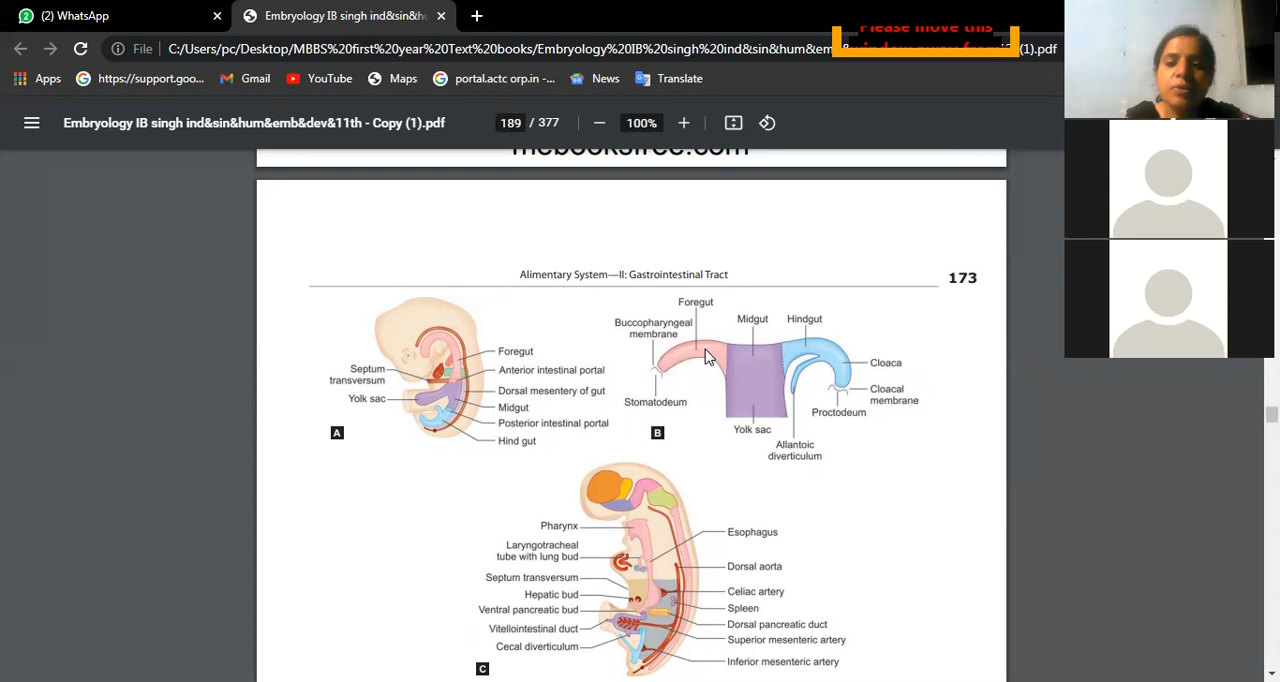 (2) WhatsApp
Embryology IB singh ind&sin&hu
File
C:/Users/pc/Desktop/MBBS%20first%20year%20Text%20books/Embryology%20IB%20singh%20ind&sin&hum&em
(1).pdf
Please move this
Apps
https://support.goo...
Gmail
YouTube
Maps
portal.actc orp.in -...
News
Translate
Embryology IB singh ind&sin&hum&emb&dev&11th - Copy (1).pdf
189 / 377
100%
mebooksfree.com
Alimentary System—II: Gastrointestinal Tract
173
Foregut
Anterior intestinal portal
Dorsal mesentery of gut
Midgut
Posterior intestinal portal
Hind gut
Septum
transversum
Yolk sac
A
Foregut
Buccopharyngeal
membrane
Midgut
Hindgut
Cloaca
Cloacal
membrane
Stomatodeum
Proctodeum
Yolk sac
Allantoic
diverticulum
B
Pharynx
Laryngotracheal
tube with lung bud
Septum transversum
Hepatic bud
Ventral pancreatic bud
Vitellointestinal duct
Cecal diverticulum
Esophagus
Dorsal aorta
Celiac artery
Spleen
Dorsal pancreatic duct
Superior mesenteric artery
Inferior mesenteric artery
C